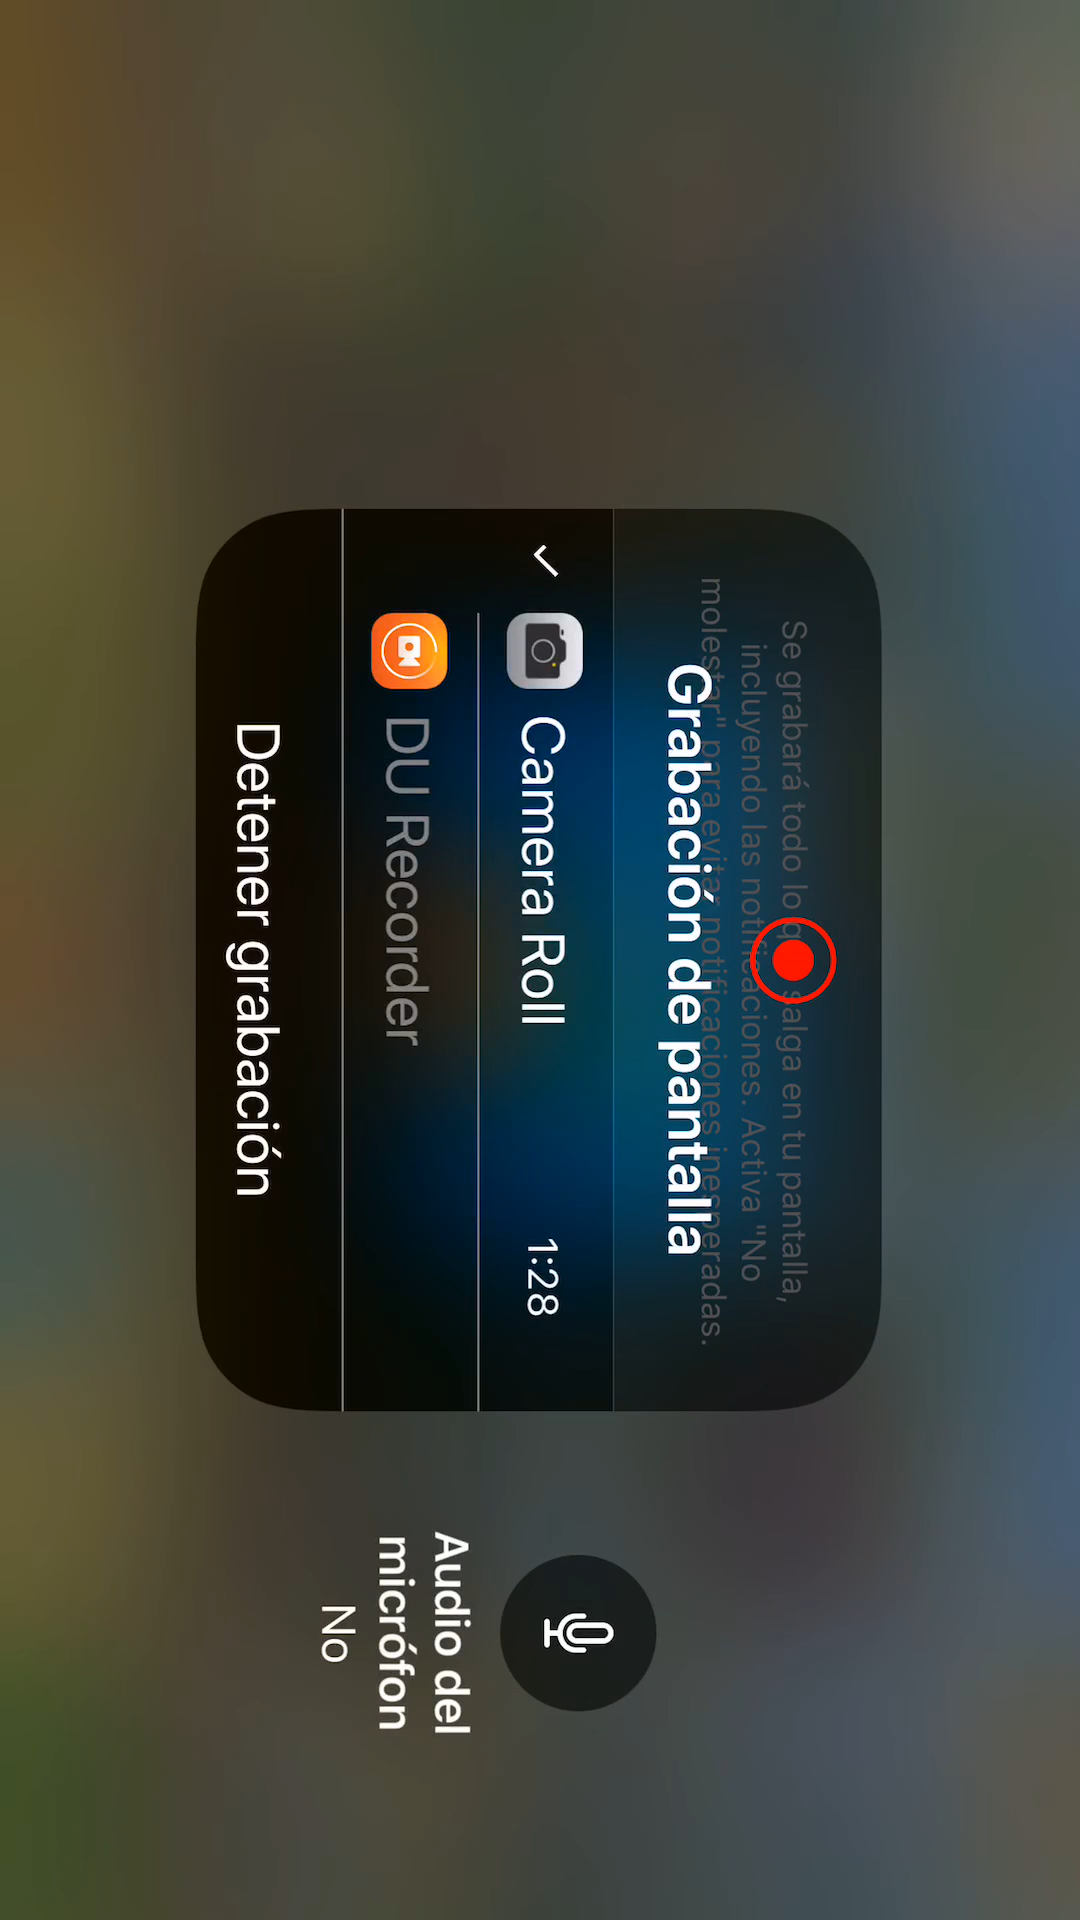 Se grabará todo lo que salga en tu pantalla,
incluyendo las notificaciones. Activa "No
molestar" para evitar notificaciones inesperadas.
Grabación de pantalla
Camera Roll
1:28
DU Recorder
Detener grabación
Audio del
micrófono
No